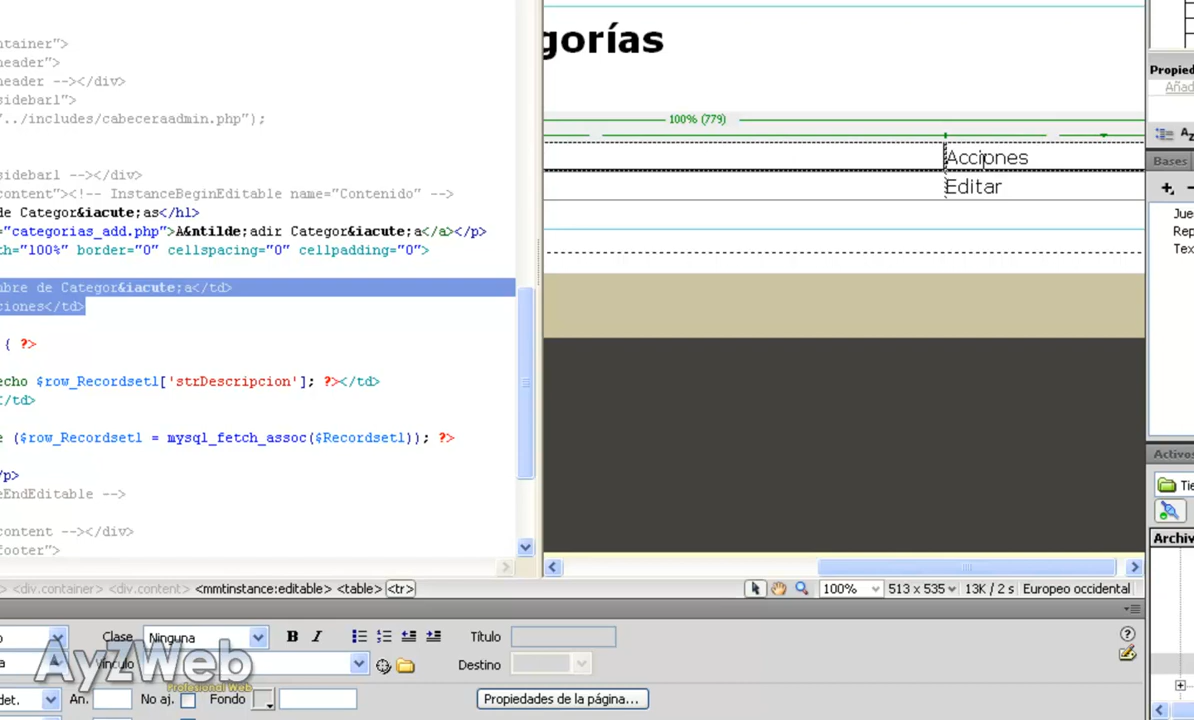 ntainer">
header">
header --></div>
sidebar1">
"../includes/cabeceraadmin.php");
sidebar1 --></div>
content"><!-- InstanceBeginEditable name="Contenido" -->
de Categor&iacute;as</h1>
="categorias_add.php">A&ntilde;adir Categor&iacute;a</a></p>
th="100%" border="0" cellspacing="0" cellpadding="0">
mbre de Categor&iacute;a</td>
ciones</td>
{ ?>
echo $row_Recordset1['strDescripcion']; ?></td>
</td>
e ($row_Recordset1 = mysql_fetch_assoc($Recordset1)); ?>
/p>
eEndEditable -->
content --></div>
footer">
gorías
100% (779)
Acciones
Editar
Propied
Añad
Bases
Jue
Rep
Tex
Activos
Tie
Archiv
<div.container> <div.content> <mmtinstance:editable> <table> <tr>
100% 513 x 535 13K / 2 s Europeo occidental
Clase Ninguna B I Título
Vínculo Destino
AyzWeb
Profesional Web
det. An. No aj. Fondo Propiedades de la página...